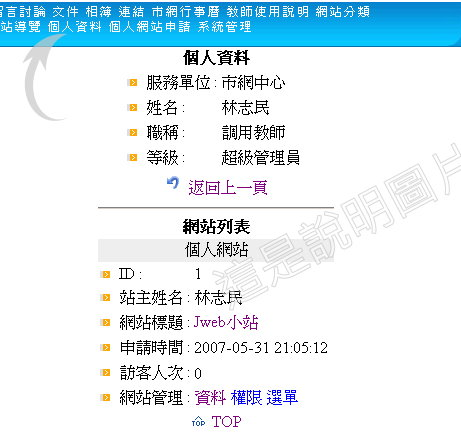 留言討論 文件 相簿 連結 市網行事曆 教師使用說明 網站分類
站導覽 個人資料 個人網站申請 系統管理
個人資料
服務單位: 市網中心
姓名: 林志民
職稱: 調用教師
等級: 超級管理員
返回上一頁
網站列表
個人網站
ID: 1
站主姓名: 林志民
網站標題: Jweb小站
申請時間: 2007-05-31 21:05:12
訪客人次: 0
網站管理: 資料 權限 選單
TOP
這是說明圖片